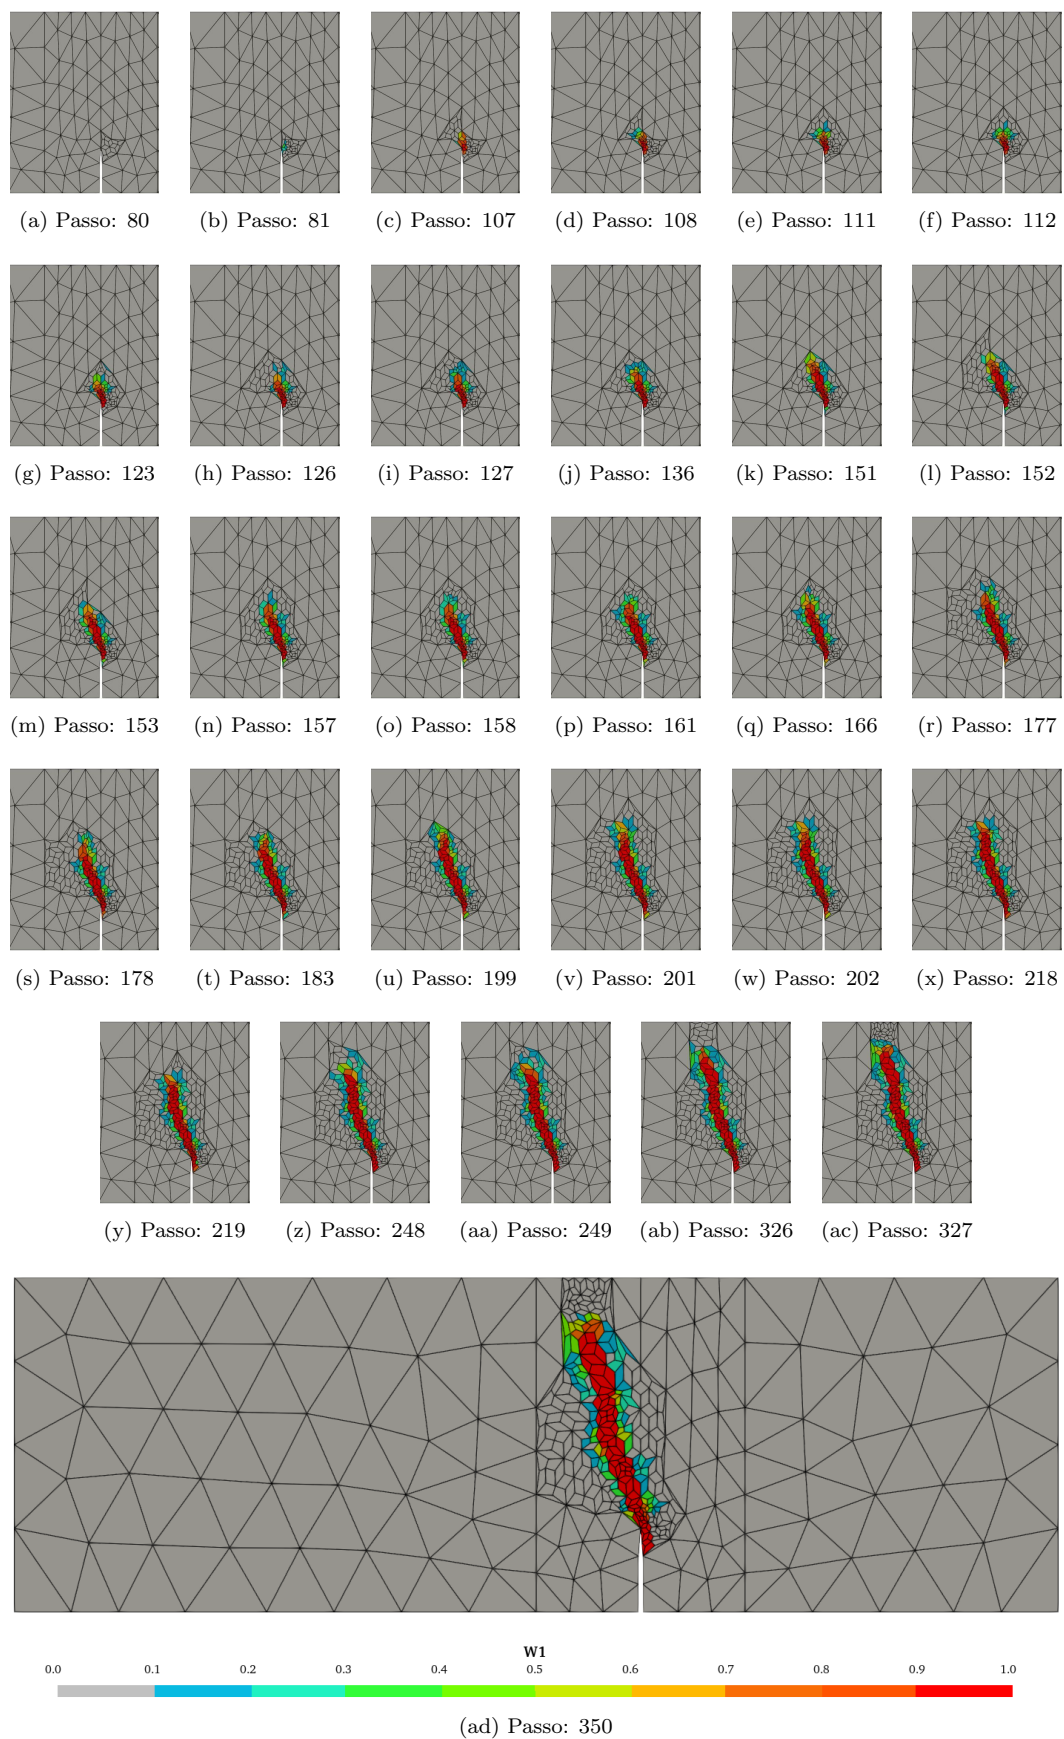 (a) Passo: 80 (b) Passo: 81 (c) Passo: 107 (d) Passo: 108 (e) Passo: 111 (f) Passo: 112
(g) Passo: 123 (h) Passo: 126 (i) Passo: 127 (j) Passo: 136 (k) Passo: 151 (l) Passo: 152
(m) Passo: 153 (n) Passo: 157 (o) Passo: 158 (p) Passo: 161 (q) Passo: 166 (r) Passo: 177
(s) Passo: 178 (t) Passo: 183 (u) Passo: 199 (v) Passo: 201 (w) Passo: 202 (x) Passo: 218
(y) Passo: 219 (z) Passo: 248 (aa) Passo: 249 (ab) Passo: 326 (ac) Passo: 327
W1
0.0 0.1 0.2 0.3 0.4 0.5 0.6 0.7 0.8 0.9 1.0
(ad) Passo: 350